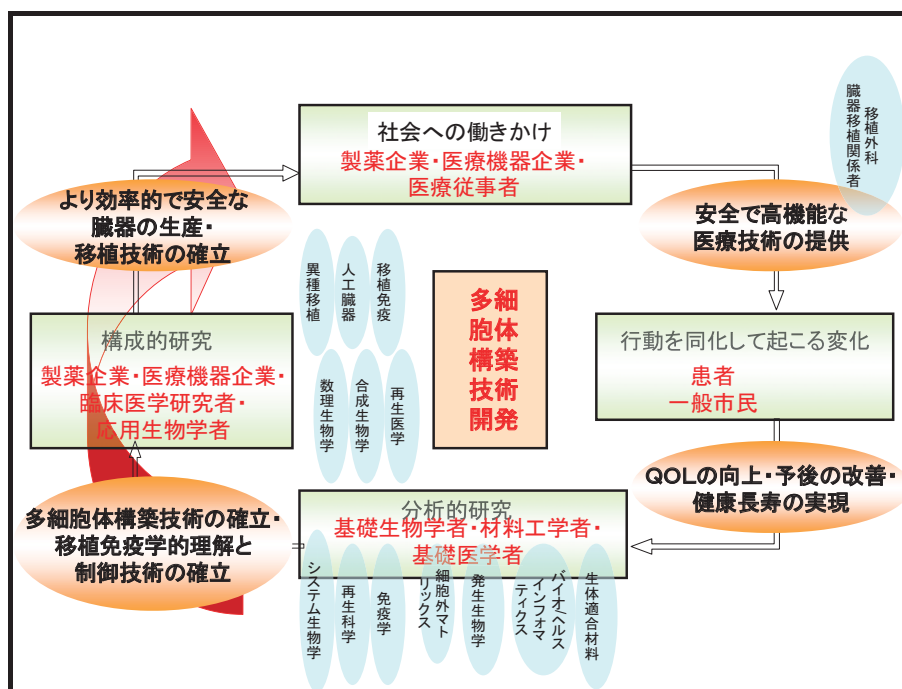 社会への働きかけ
製薬企業・医療機器企業・
医療従事者
移植外科
臓器移植関係者
より効率的で安全な
臓器の生産・
移植技術の確立
安全で高機能な
医療技術の提供
異種移植
人工臓器
移植免疫
多細
胞体
構築
技術
開発
構成的研究
製薬企業・医療機器企業・
臨床医学研究者・
応用生物学者
行動を同化して起こる変化
患者
一般市民
数理生物学
合成生物学
再生医学
QOLの向上・予後の改善・
健康長寿の実現
多細胞体構築技術の確立・
移植免疫学的理解と
制御技術の確立
分析的研究
基礎生物学者・材料工学者・
基礎医学者
システム生物学
再生科学
免疫学
細胞外マト
リックス
発生生物学
バイオ/ヘルス
インフォマ
ティクス
生体適合材料